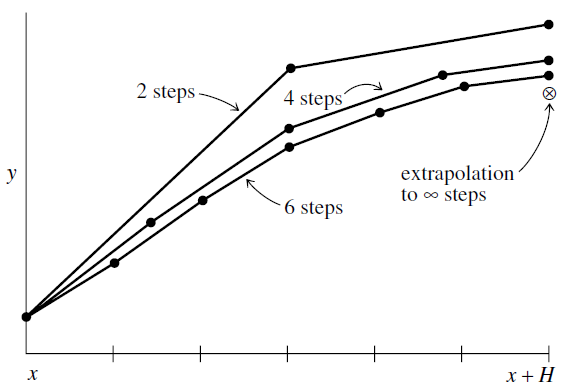 2 steps
4 steps
y
extrapolation
to ∞ steps
6 steps
x
x + H